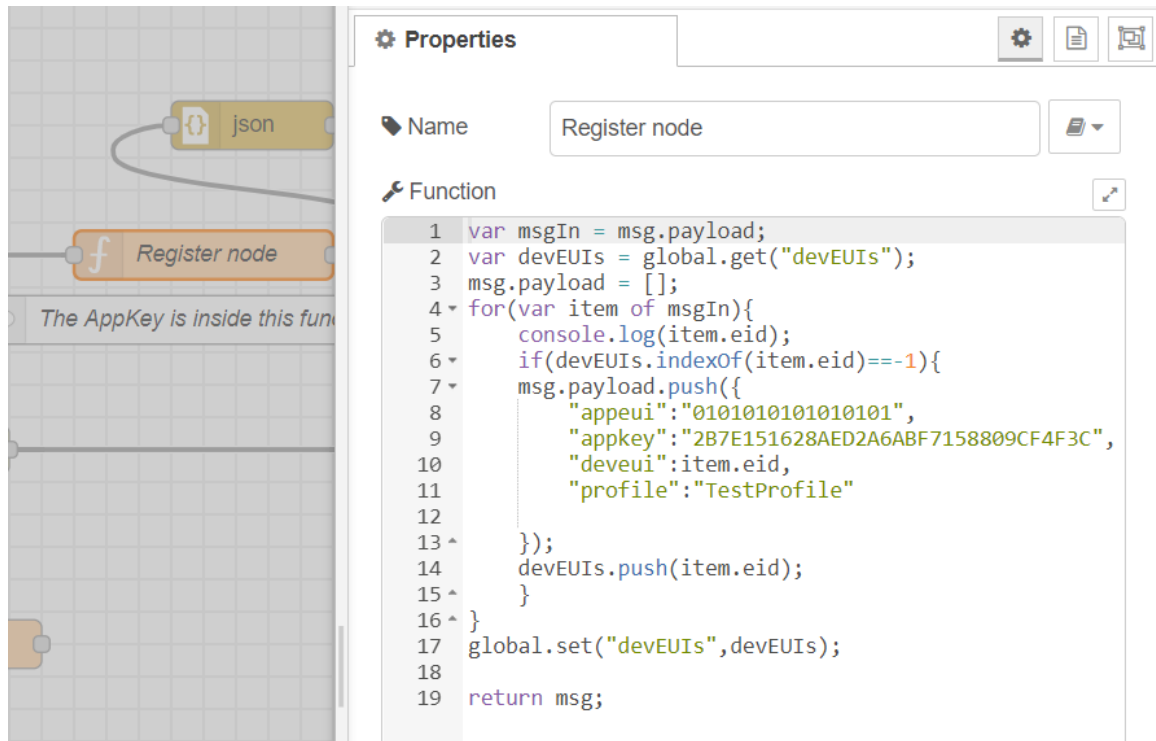 Properties
json
Name
Register node
Function
Register node
The AppKey is inside this fun
1 var msgIn = msg.payload;
2 var devEUIs = global.get("devEUIs");
3 msg.payload = [];
4 for(var item of msgIn){
5 console.log(item.eid);
6 if(devEUIs.indexOf(item.eid)==-1){
7 msg.payload.push({
8 "appeui":"0101010101010101",
9 "appkey":"2B7E151628AED2A6ABF7158809CF4F3C",
10 "deveui":item.eid,
11 "profile":"TestProfile"
12
13 });
14 devEUIs.push(item.eid);
15 }
16 }
17 global.set("devEUIs",devEUIs);
18
19 return msg;